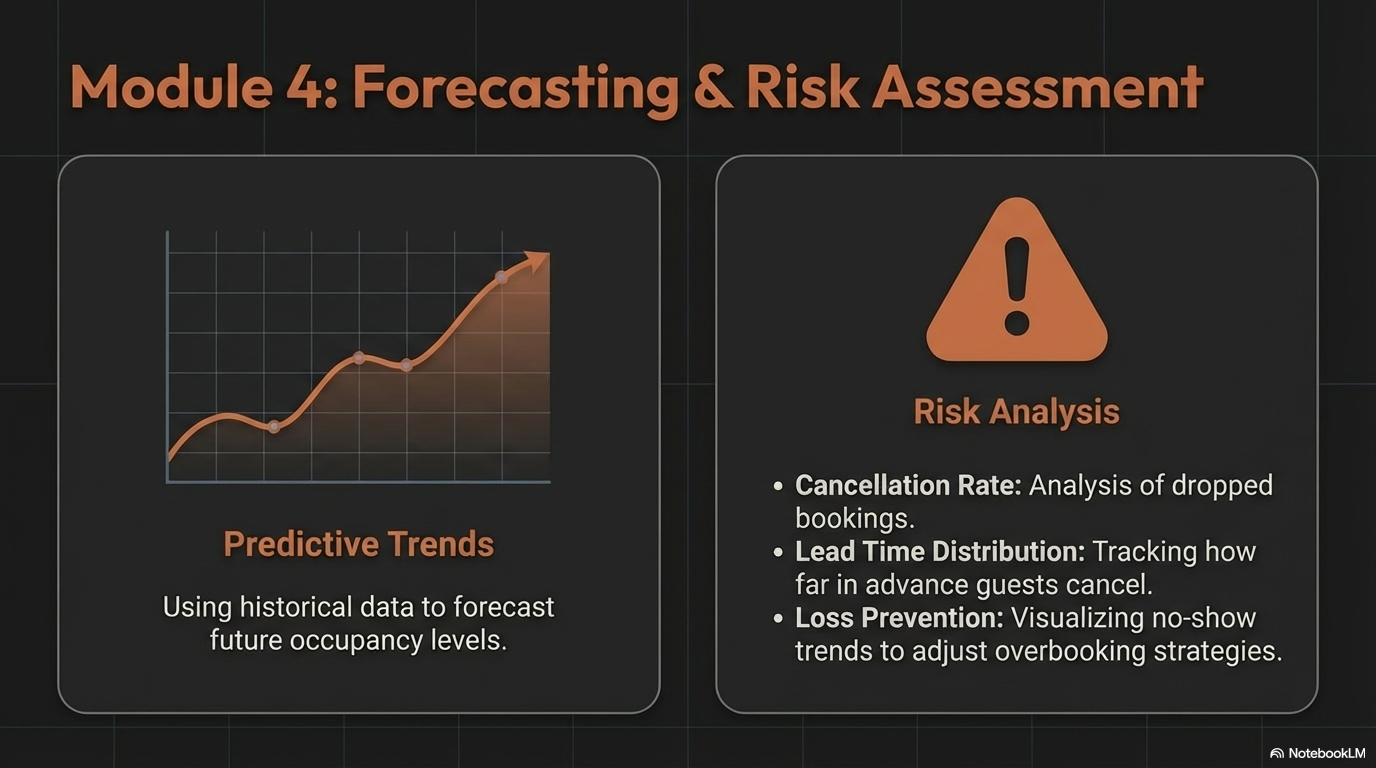 Module 4: Forecasting & Risk Assessment
Predictive Trends
Using historical data to forecast
future occupancy levels.
Risk Analysis
• Cancellation Rate: Analysis of dropped
bookings.
• Lead Time Distribution: Tracking how
far in advance guests cancel.
• Loss Prevention: Visualizing no-show
trends to adjust overbooking strategies.
NotebookLM